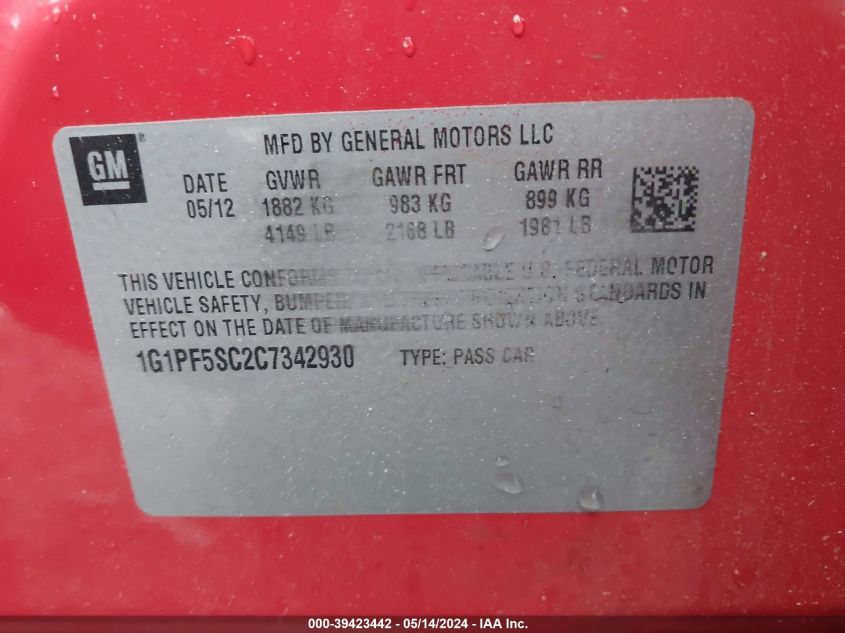 GM®
MFD BY GENERAL MOTORS LLC
DATE GVWR GAWR FRT GAWR RR
05/12 1882 KG 983 KG 899 KG
4149 LB 2168 LB 1981 LB
THIS VEHICLE CONFORMS APPLICABLE U.S. FEDERAL MOTOR
VEHICLE SAFETY, BUMPER, AND THEFT PREVENTION STANDARDS IN
EFFECT ON THE DATE OF MANUFACTURE SHOWN ABOVE.
1G1PF5SC2C7342930 TYPE: PASS CAR
000-39423442 - 05/14/2024 - IAA Inc.